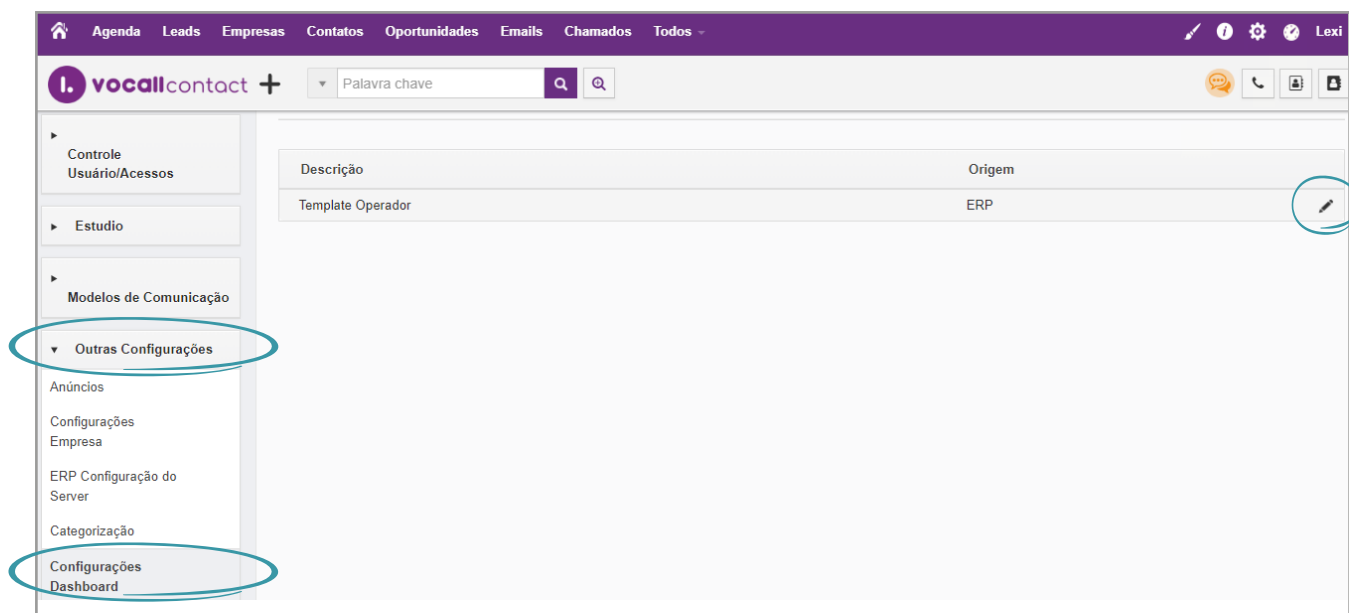 Agenda Leads Empresas Contatos Oportunidades Emails Chamados Todos Lexi
vocallcontact Palavra chave
Controle
Usuário/Acessos
Descrição Origem
Template Operador ERP
Estudio
Modelos de Comunicação
Outras Configurações
Anúncios
Configurações
Empresa
ERP Configuração do
Server
Categorização
Configurações
Dashboard